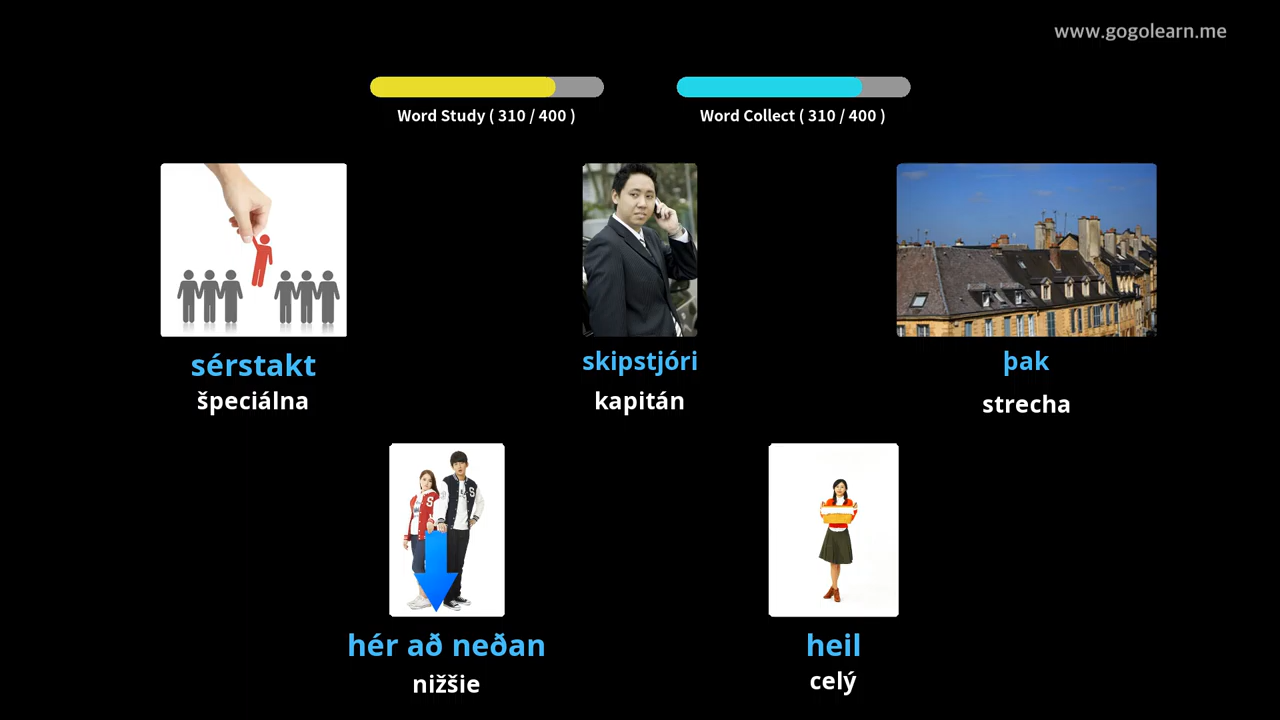 www.gogolearn.me
Word Study ( 310 / 400 )
Word Collect ( 310 / 400 )
sérstakt
špeciálna
skipstjóri
kapitán
þak
strecha
hér að neðan
nižšie
heil
celý